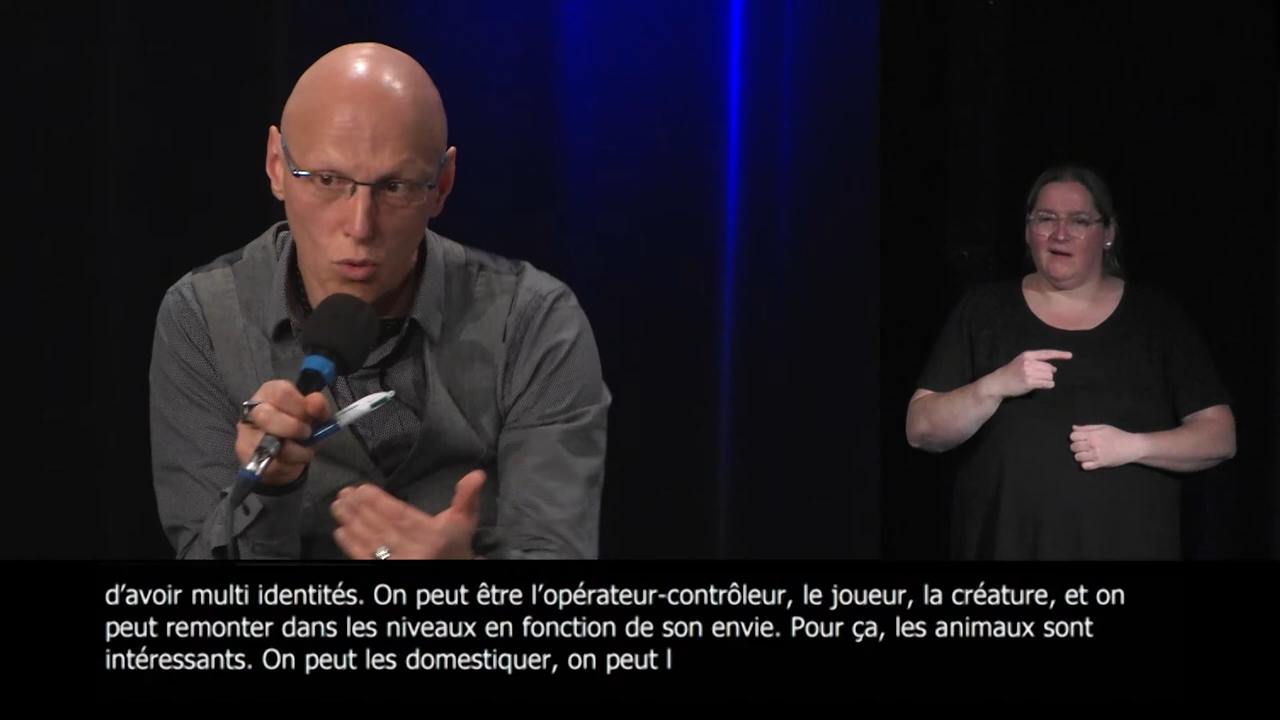 d’avoir multi identités. On peut être l’opérateur-contrôleur, le joueur, la créature, et on
peut remonter dans les niveaux en fonction de son envie. Pour ça, les animaux sont
intéressants. On peut les domestiquer, on peut l